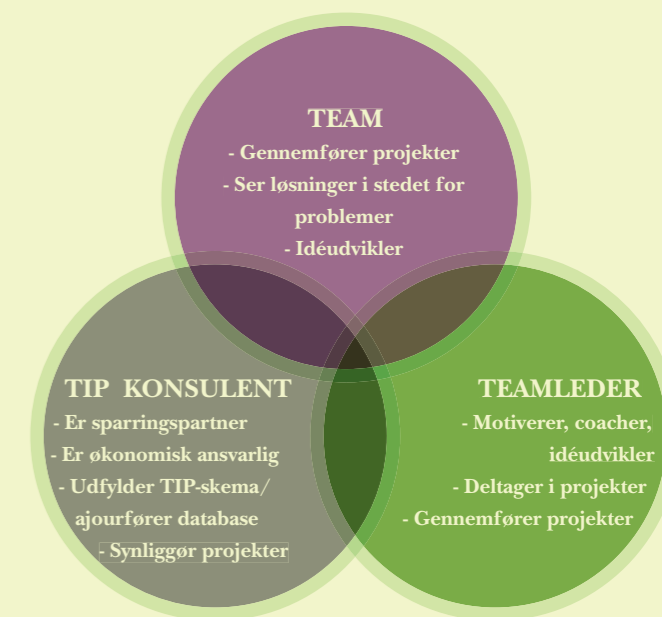 TEAM
- Gennemfører projekter
- Ser løsninger i stedet for
problemer
- Idéudvikler
TIP KONSULENT
- Er sparringspartner
- Er økonomisk ansvarlig
- Udfylder TIP-skema/
ajourfører database
- Synliggør projekter
TEAMLEDER
- Motiverer, coacher,
idéudvikler
- Deltager i projekter
- Gennemfører projekter